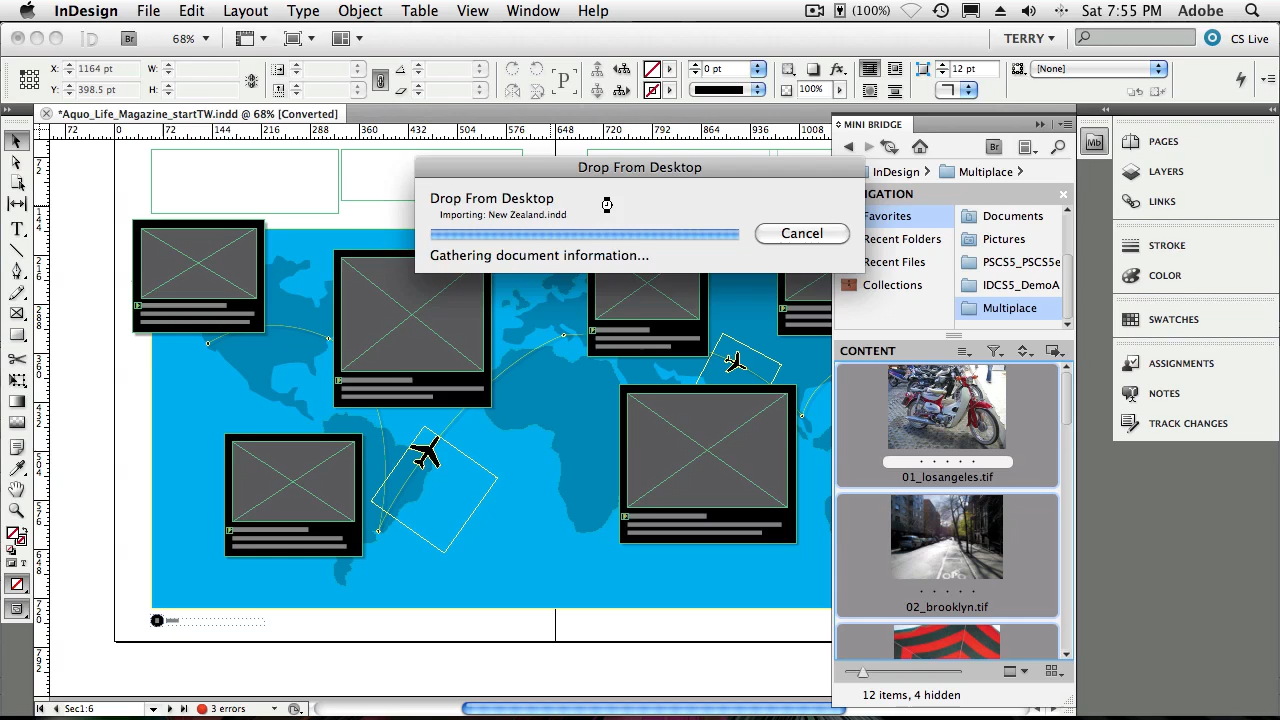 InDesign File Edit Layout Type Object Table View Window Help (100%) Sat 7:55 PM Adobe
Br 68% TERRY CS Live
X: 1164 pt W: 0 pt fx 12 pt [None]
Y: 398.5 pt H: 100%
*Aquo_Life_Magazine_startTW.indd @ 68% [Converted]
72 0 72 144 216 288 360 432 504 576 648 720 792 864 936 1008
MINI BRIDGE
Br
InDesign Multiplace
IGATION
Favorites Documents
Recent Folders Pictures
Recent Files PSCS5_PSCS5e
Collections IDCS5_DemoA
Multiplace
Drop From Desktop
Drop From Desktop
Importing: New Zealand.indd
Cancel
Gathering document information...
CONTENT
01_losangeles.tif
02_brooklyn.tif
12 items, 4 hidden
Mb PAGES
LAYERS
LINKS
STROKE
COLOR
SWATCHES
ASSIGNMENTS
NOTES
TRACK CHANGES
Sec1:6 3 errors